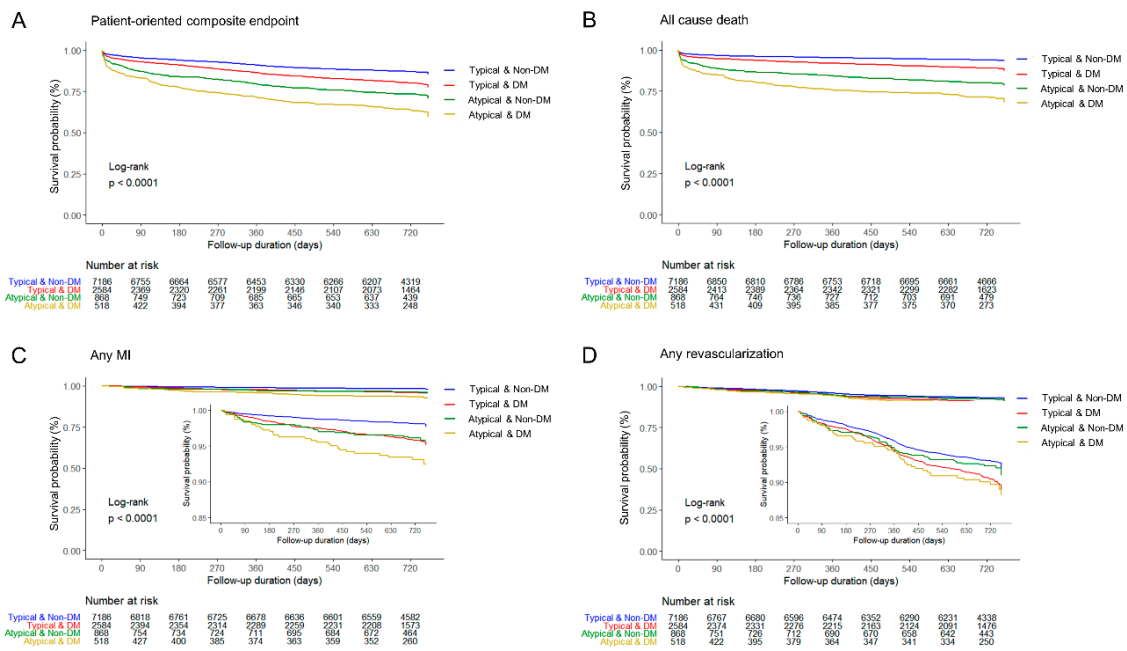 A Patient-oriented composite endpoint
Survival probability (%)
1.00
0.75
0.50
0.25
0.00
Log-rank
p < 0.0001
0 90 180 270 360 450 540 630 720
Follow-up duration (days)
Typical & Non-DM
Typical & DM
Atypical & Non-DM
Atypical & DM
Number at risk
Typical & Non-DM 7186 6755 6664 6577 6453 6330 6266 6207 4319
Typical & DM 2584 2369 2320 2261 2199 2146 2107 2073 1464
Atypical & Non-DM 868 749 723 709 685 665 653 637 439
Atypical & DM 518 422 394 377 363 346 340 333 248
B All cause death
Survival probability (%)
1.00
0.75
0.50
0.25
0.00
Log-rank
p < 0.0001
0 90 180 270 360 450 540 630 720
Follow-up duration (days)
Typical & Non-DM
Typical & DM
Atypical & Non-DM
Atypical & DM
Number at risk
Typical & Non-DM 7186 6850 6810 6786 6753 6718 6695 6661 4666
Typical & DM 2584 2413 2389 2364 2342 2321 2299 2282 1623
Atypical & Non-DM 868 764 746 736 727 712 703 691 479
Atypical & DM 518 431 409 395 385 377 375 370 273
C Any MI
Survival probability (%)
1.00
0.75
0.50
0.25
0.00
Log-rank
p < 0.0001
0 90 180 270 360 450 540 630 720
Follow-up duration (days)
Survival probability (%)
1.00
0.95
0.90
0.85
0 90 180 270 360 450 540 630 720
Follow-up duration (days)
Typical & Non-DM
Typical & DM
Atypical & Non-DM
Atypical & DM
Number at risk
Typical & Non-DM 7186 6818 6761 6725 6678 6636 6601 6559 4582
Typical & DM 2584 2394 2354 2314 2289 2259 2231 2208 1573
Atypical & Non-DM 868 754 734 724 711 695 684 672 464
Atypical & DM 518 427 400 385 374 363 359 352 260
D Any revascularization
Survival probability (%)
1.00
0.75
0.50
0.25
0.00
Log-rank
p < 0.0001
0 90 180 270 360 450 540 630 720
Follow-up duration (days)
Survival probability (%)
1.00
0.95
0.90
0.85
0 90 180 270 360 450 540 630 720
Follow-up duration (days)
Typical & Non-DM
Typical & DM
Atypical & Non-DM
Atypical & DM
Number at risk
Typical & Non-DM 7186 6767 6680 6596 6474 6352 6290 6231 4338
Typical & DM 2584 2374 2331 2276 2215 2163 2124 2091 1476
Atypical & Non-DM 868 751 726 712 690 670 658 642 443
Atypical & DM 518 422 395 379 364 347 341 334 250